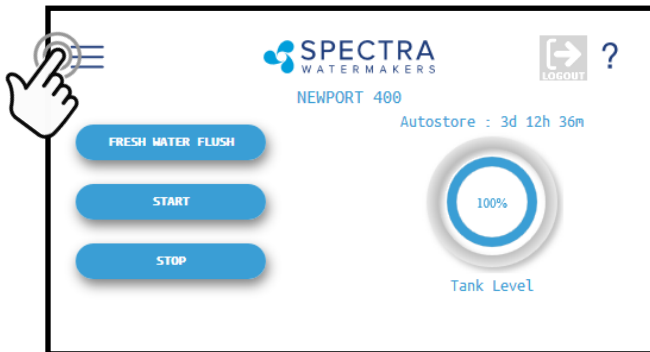 SPECTRA
WATERMAKERS
LOGOUT
?
NEWPORT 400
Autostore : 3d 12h 36m
FRESH WATER FLUSH
START
100%
STOP
Tank Level